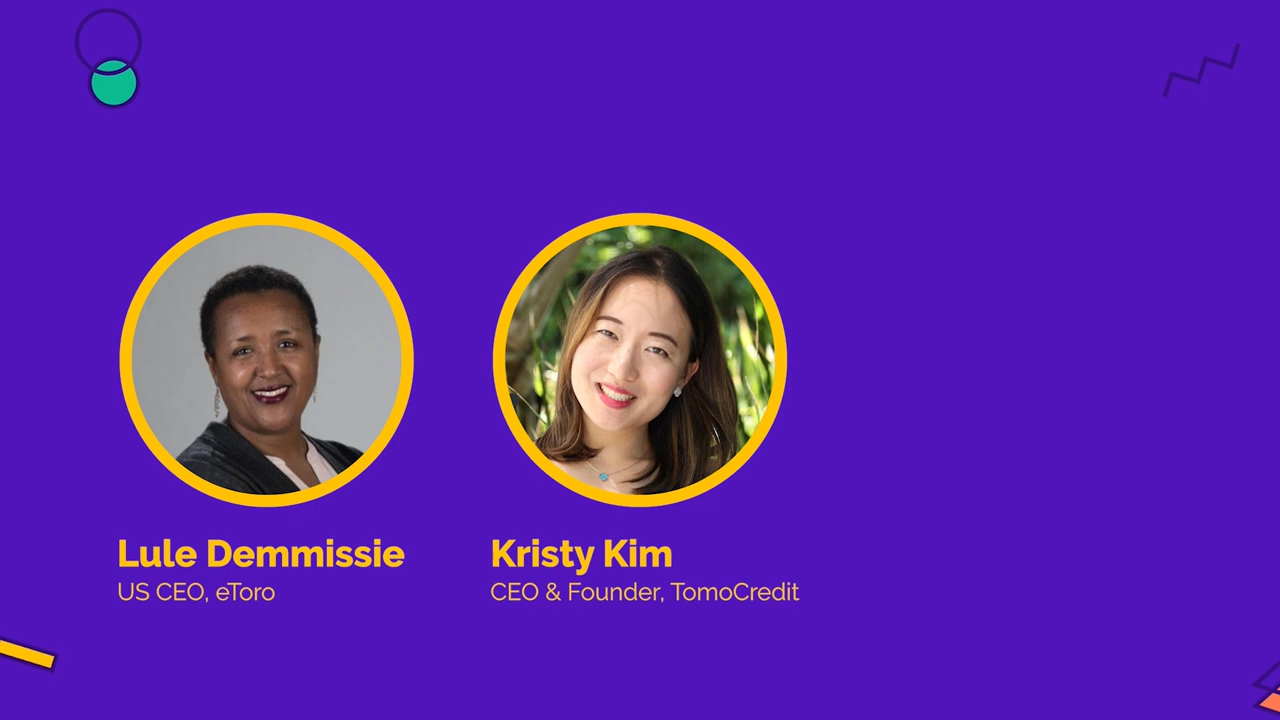 Lule Demmissie
US CEO, eToro
Kristy Kim
CEO & Founder, TomoCredit